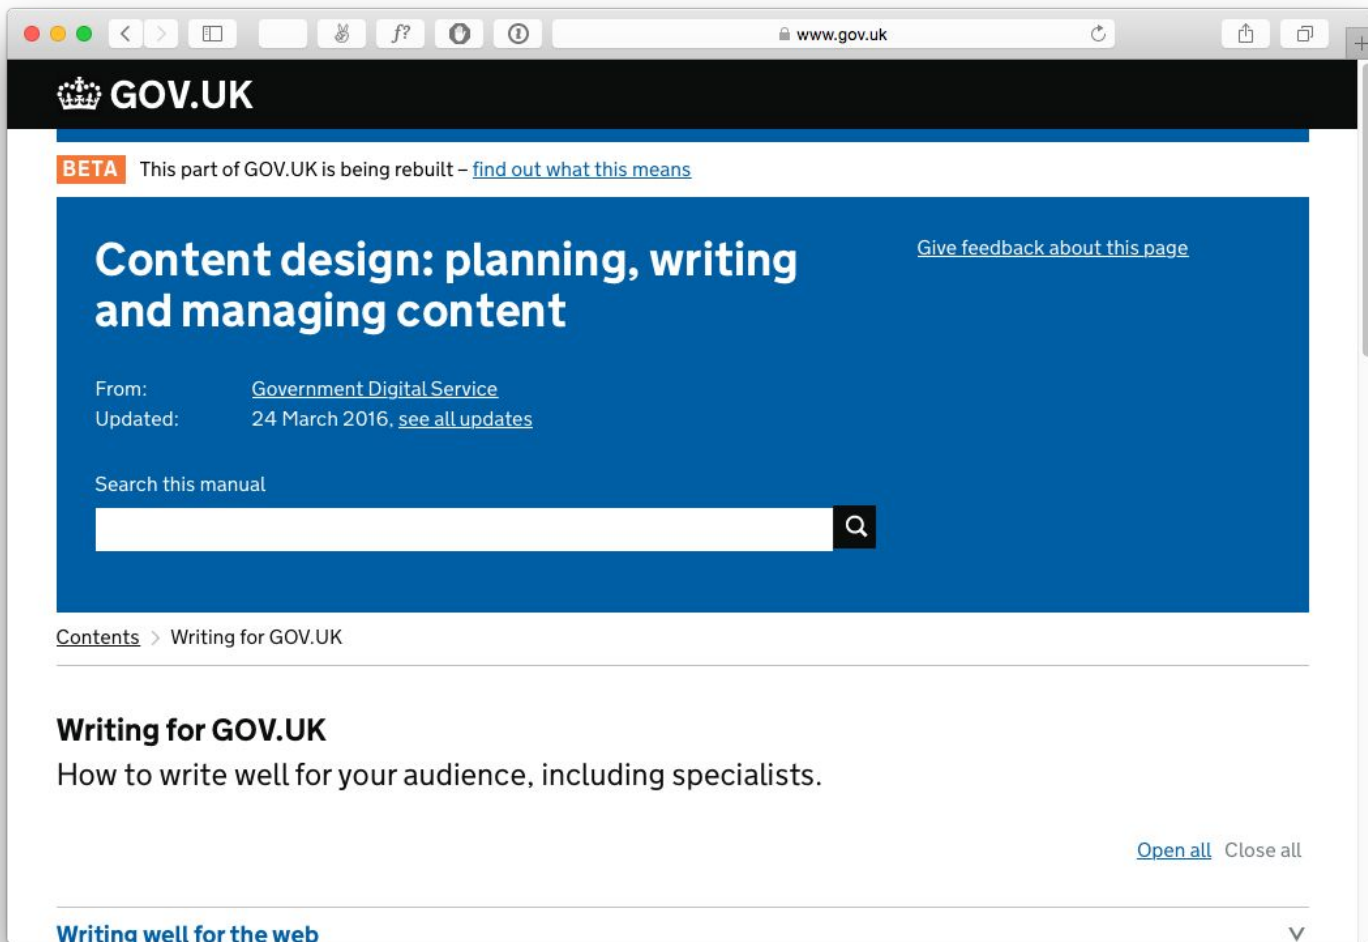 f?
www.gov.uk
GOV.UK
BETA This part of GOV.UK is being rebuilt – find out what this means
Content design: planning, writing
and managing content
Give feedback about this page
From: Government Digital Service
Updated: 24 March 2016, see all updates
Search this manual
Contents > Writing for GOV.UK
Writing for GOV.UK
How to write well for your audience, including specialists.
Open all Close all
Writing well for the web